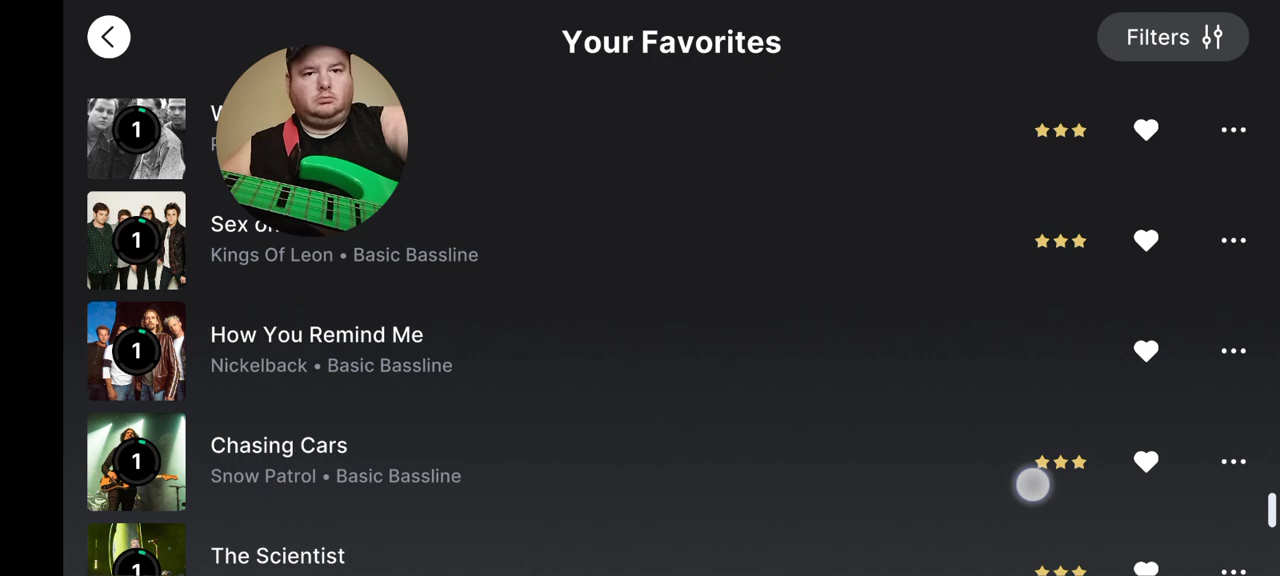 Your Favorites
Filters
1
1
Sex on
Kings Of Leon • Basic Bassline
1
How You Remind Me
Nickelback • Basic Bassline
1
Chasing Cars
Snow Patrol • Basic Bassline
1
The Scientist